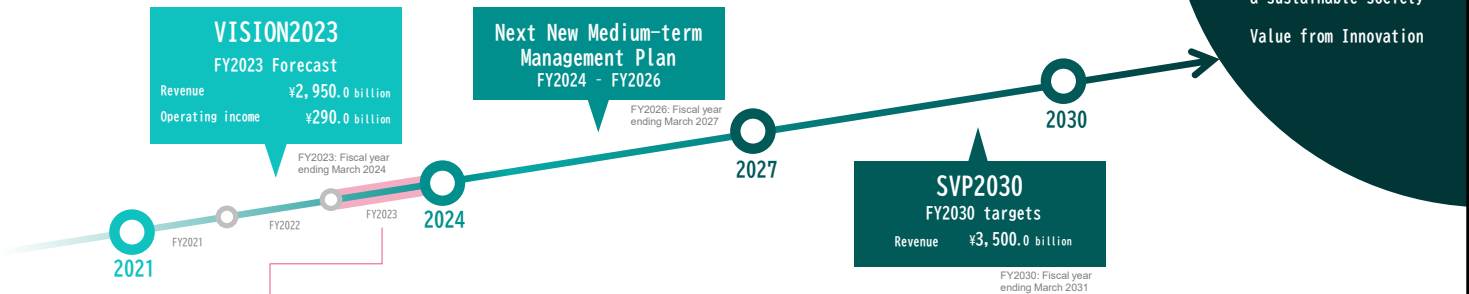 VISION2023
FY2023 Forecast
Revenue ¥2,950.0 billion
Operating income ¥290.0 billion
FY2023: Fiscal year
ending March 2024
Next New Medium-term
Management Plan
FY2024 - FY2026
FY2026: Fiscal year
ending March 2027
SVP2030
FY2030 targets
Revenue ¥3,500.0 billion
FY2030: Fiscal year
ending March 2031
2021
FY2021
FY2022
FY2023
2024
2027
2030
a sustainable society
Value from Innovation